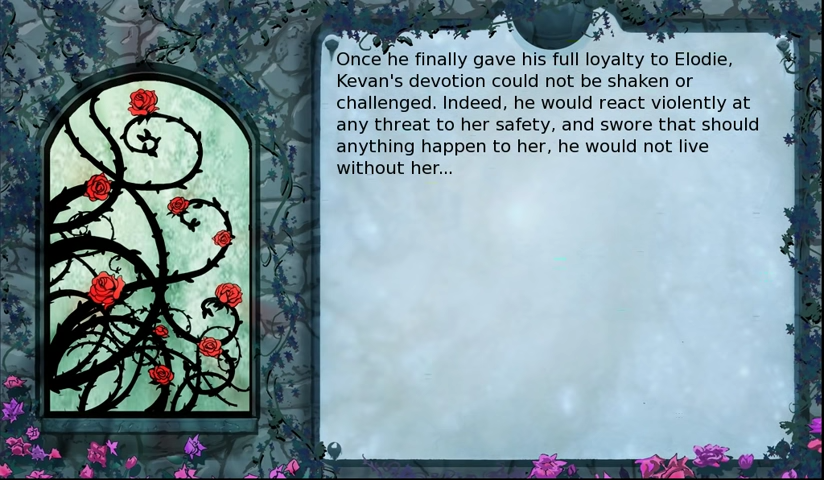 Once he finally gave his full loyalty to Elodie,
Kevan's devotion could not be shaken or
challenged. Indeed, he would react violently at
any threat to her safety, and swore that should
anything happen to her, he would not live
without her...